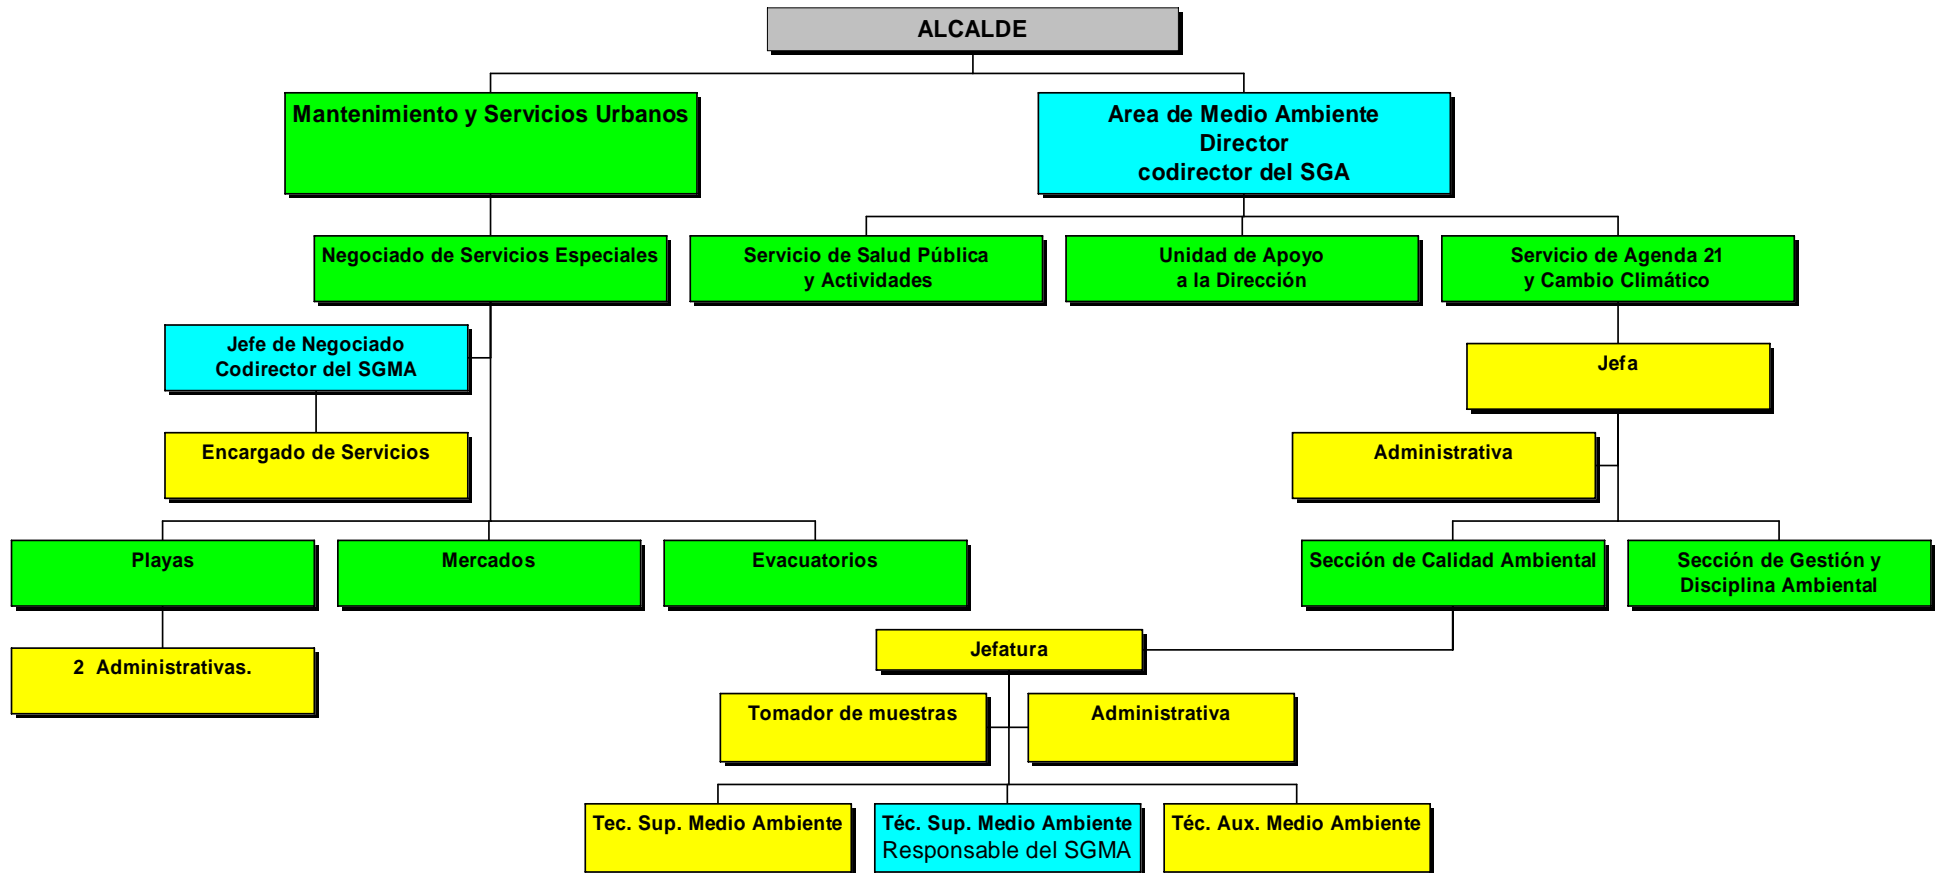 ALCALDE
Mantenimiento y Servicios Urbanos
Area de Medio Ambiente
Director
codirector del SGA
Negociado de Servicios Especiales
Servicio de Salud Pública
y Actividades
Unidad de Apoyo
a la Dirección
Servicio de Agenda 21
y Cambio Climático
Jefe de Negociado
Codirector del SGMA
Jefa
Encargado de Servicios
Administrativa
Playas
Mercados
Evacuatorios
Sección de Calidad Ambiental
Sección de Gestión y
Disciplina Ambiental
2 Administrativas.
Jefatura
Tomador de muestras
Administrativa
Tec. Sup. Medio Ambiente
Téc. Sup. Medio Ambiente
Responsable del SGMA
Téc. Aux. Medio Ambiente